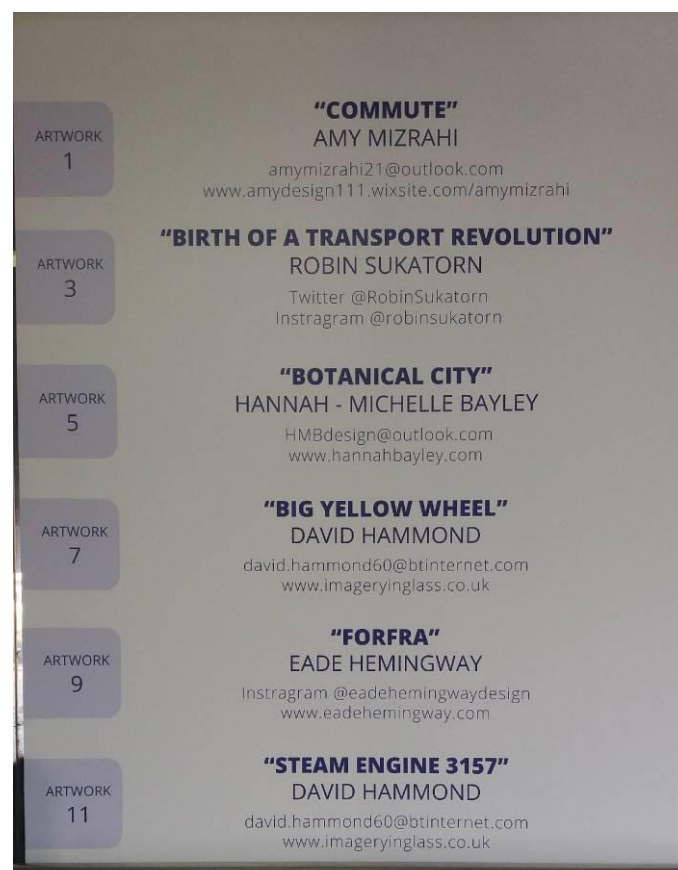 ARTWORK
1
“COMMUTE”
AMY MIZRAHI
amymizrahi21@outlook.com
www.amydesign111.wixsite.com/amymizrahi
ARTWORK
3
“BIRTH OF A TRANSPORT REVOLUTION”
ROBIN SUKATORN
Twitter @RobinSukatorn
Instragram @robinsukatorn
ARTWORK
5
“BOTANICAL CITY”
HANNAH - MICHELLE BAYLEY
HMBdesign@outlook.com
www.hannahbayley.com
ARTWORK
7
“BIG YELLOW WHEEL”
DAVID HAMMOND
david.hammond60@btinternet.com
www.imageryinglass.co.uk
ARTWORK
9
“FORFRA”
EADE HEMINGWAY
Instragram @eadehemingwaydesign
www.eadehemingway.com
ARTWORK
11
“STEAM ENGINE 3157”
DAVID HAMMOND
david.hammond60@btinternet.com
www.imageryinglass.co.uk